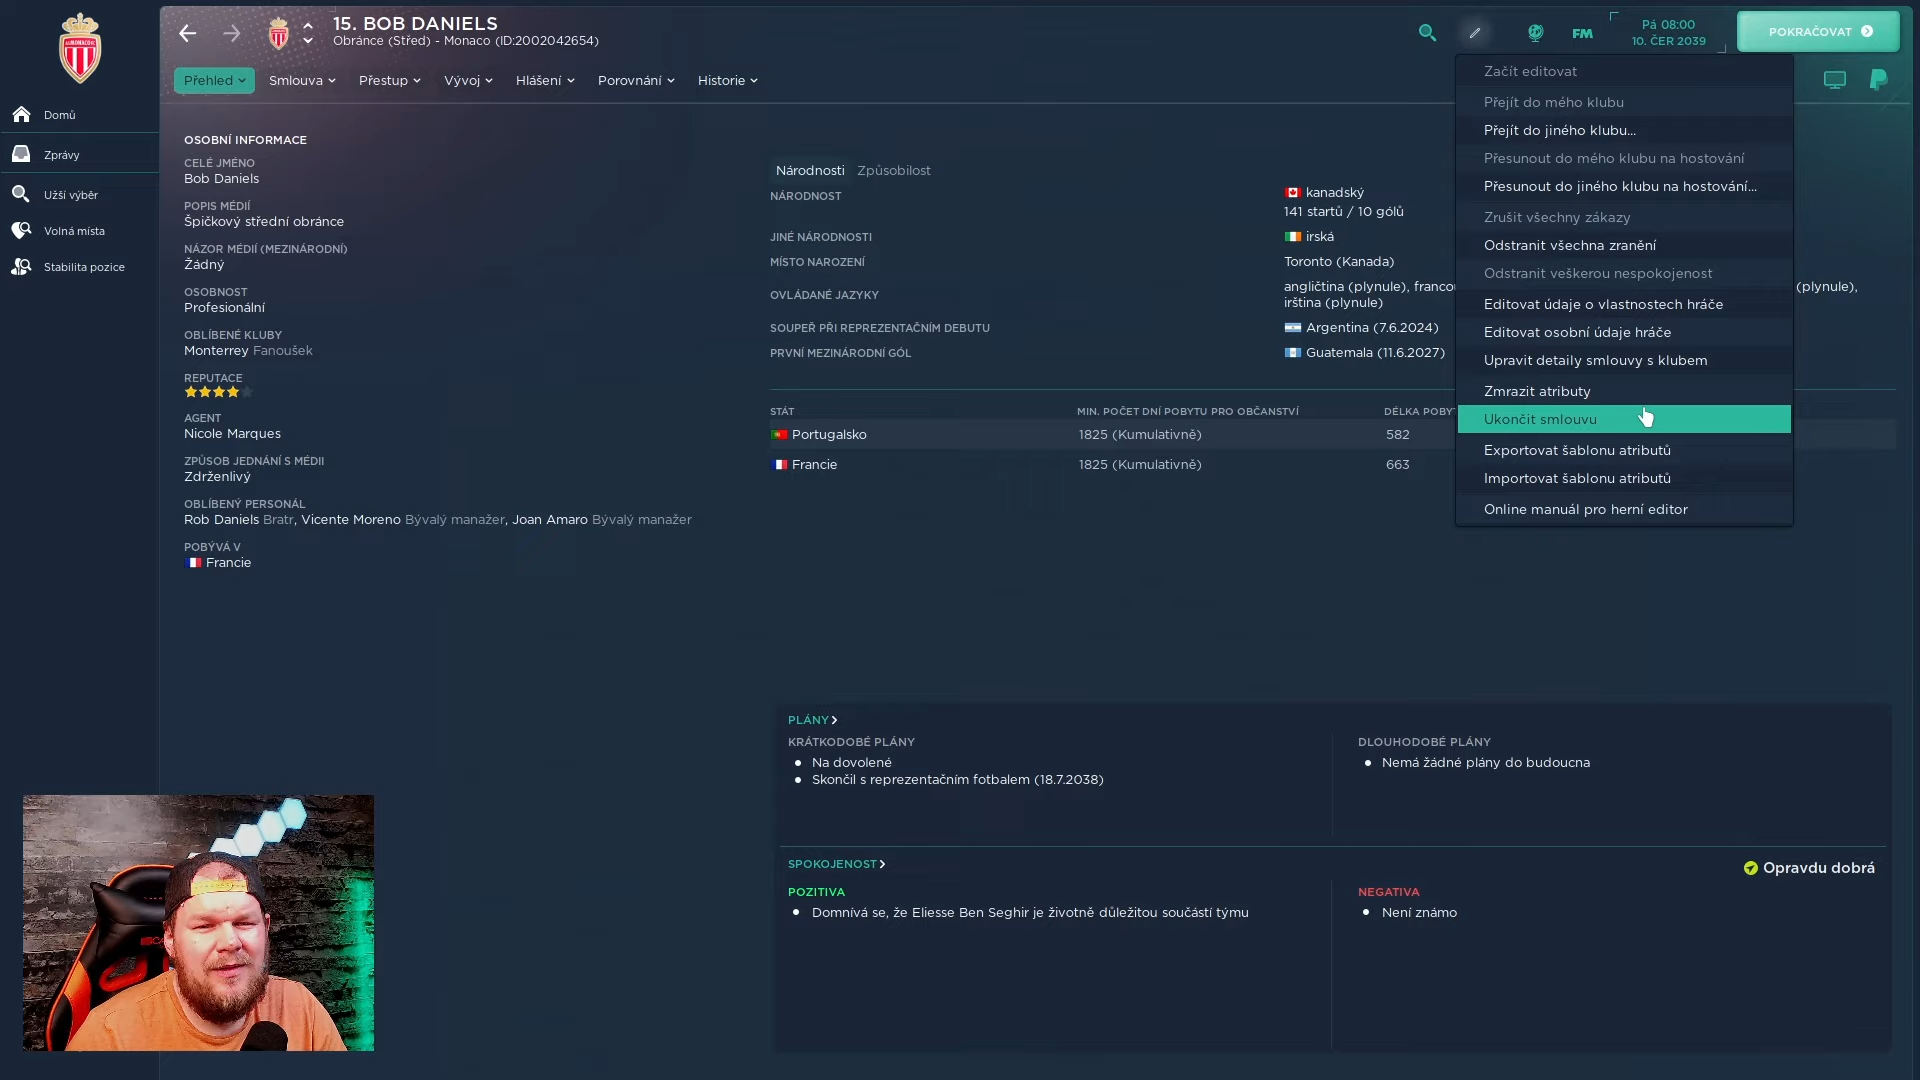 15. BOB DANIELS
Obránce (Střed) - Monaco (ID:2002042654)
FM
Pá 08:00
10. ČER 2039
POKRAČOVAT
Přehled
Smlouva
Přestup
Vývoj
Hlášení
Porovnání
Historie
Domů
Zprávy
Užší výběr
Volná místa
Stabilita pozice
OSOBNÍ INFORMACE
CELÉ JMÉNO
Bob Daniels
POPIS MÉDIÍ
Špičkový střední obránce
NÁZOR MÉDIÍ (MEZINÁRODNÍ)
Žádný
OSOBNOST
Profesionální
OBLÍBENÉ KLUBY
Monterrey Fanoušek
REPUTACE
AGENT
Nicole Marques
ZPŮSOB JEDNÁNÍ S MÉDII
Zdrženlivý
OBLÍBENÝ PERSONÁL
Rob Daniels Bratr, Vicente Moreno Bývalý manažer, Joan Amaro Bývalý manažer
POBÝVÁ V
Francie
Národnosti Způsobilost
NÁRODNOST
kanadský
141 startů / 10 gólů
JINÉ NÁRODNOSTI
irská
MÍSTO NAROZENÍ
Toronto (Kanada)
OVLÁDANÉ JAZYKY
angličtina (plynule), franco (plynule),
irština (plynule)
SOUPEŘ PŘI REPREZENTAČNÍM DEBUTU
Argentina (7.6.2024)
PRVNÍ MEZINÁRODNÍ GÓL
Guatemala (11.6.2027)
STÁT MIN. POČET DNÍ POBYTU PRO OBČANSTVÍ DÉLKA POBYT
Portugalsko 1825 (Kumulativně) 582
Francie 1825 (Kumulativně) 663
Začít editovat
Přejít do mého klubu
Přejít do jiného klubu...
Přesunout do mého klubu na hostování
Přesunout do jiného klubu na hostování...
Zrušit všechny zákazy
Odstranit všechna zranění
Odstranit veškerou nespokojenost
Editovat údaje o vlastnostech hráče
Editovat osobní údaje hráče
Upravit detaily smlouvy s klubem
Zmrazit atributy
Ukončit smlouvu
Exportovat šablonu atributů
Importovat šablonu atributů
Online manuál pro herní editor
PLÁNY
KRÁTKODOBÉ PLÁNY
Na dovolené
Skončil s reprezentačním fotbalem (18.7.2038)
DLOUHODOBÉ PLÁNY
Nemá žádné plány do budoucna
SPOKOJENOST
Opravdu dobrá
POZITIVA
Domnívá se, že Eliesse Ben Seghir je životně důležitou součástí týmu
NEGATIVA
Není známo